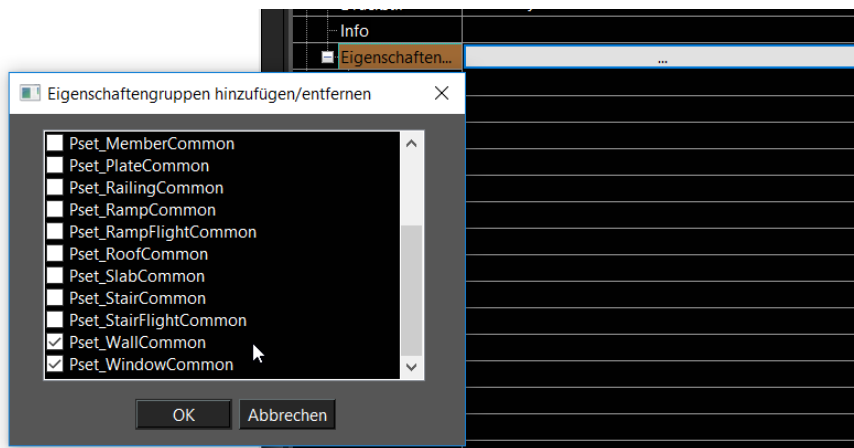 Info
Eigenschaften...
...
Eigenschaftengruppen hinzufügen/entfernen
Pset_MemberCommon
Pset_PlateCommon
Pset_RailingCommon
Pset_RampCommon
Pset_RampFlightCommon
Pset_RoofCommon
Pset_SlabCommon
Pset_StairCommon
Pset_StairFlightCommon
Pset_WallCommon
Pset_WindowCommon
OK Abbrechen